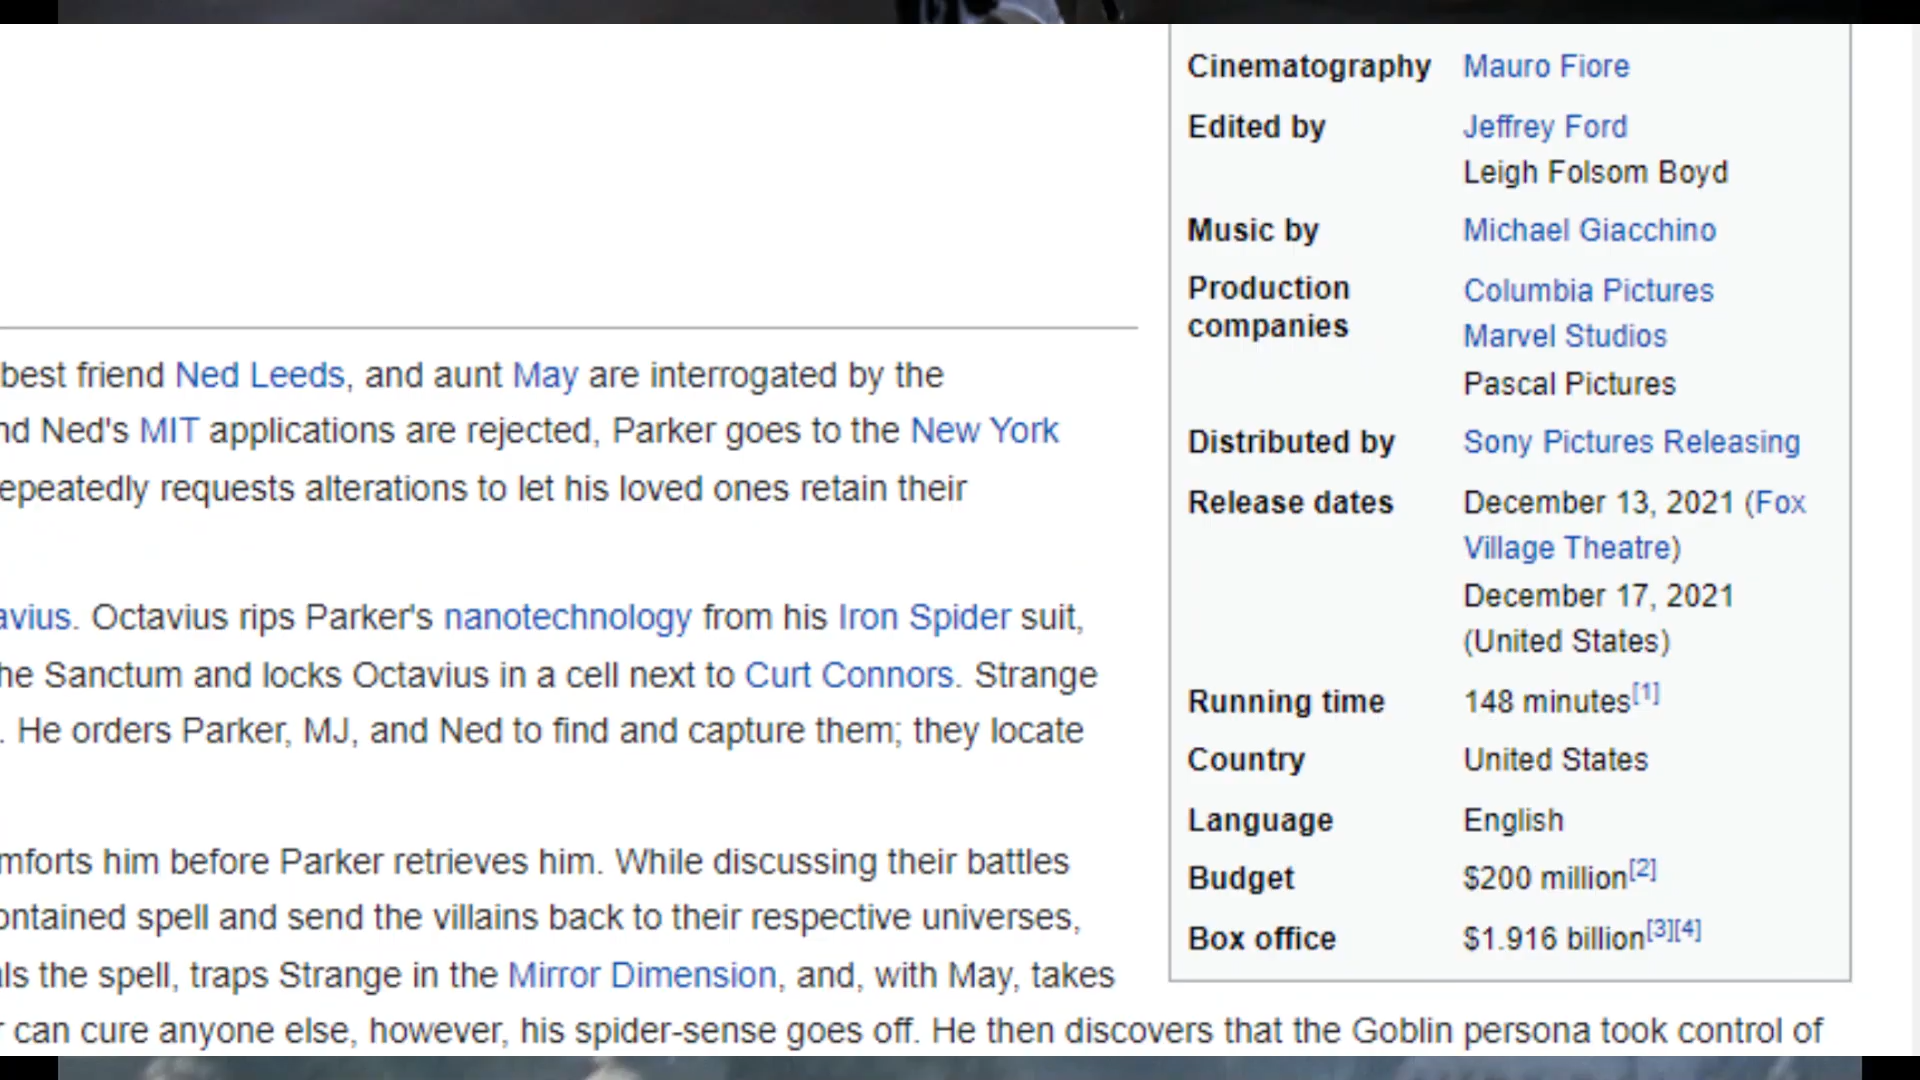 best friend Ned Leeds, and aunt May are interrogated by the
Ned's MIT applications are rejected, Parker goes to the New York
requests alterations to let his loved ones retain their
Octavius rips Parker's nanotechnology from his Iron Spider suit,
Sanctum and locks Octavius in a cell next to Curt Connors. Strange
. He orders Parker, MJ, and Ned to find and capture them; they locate
him before Parker retrieves him. While discussing their battles
spell and send the villains back to their respective universes,
the spell, traps Strange in the Mirror Dimension, and, with May, takes
can cure anyone else, however, his spider-sense goes off. He then discovers that the Goblin persona took control of
Cinematography Mauro Fiore
Edited by Jeffrey Ford
Leigh Folsom Boyd
Music by Michael Giacchino
Production companies Columbia Pictures
Marvel Studios
Pascal Pictures
Distributed by Sony Pictures Releasing
Release dates December 13, 2021 (Fox
Village Theatre)
December 17, 2021
(United States)
Running time 148 minutes[1]
Country United States
Language English
Budget $200 million[2]
Box office $1.916 billion[3][4]